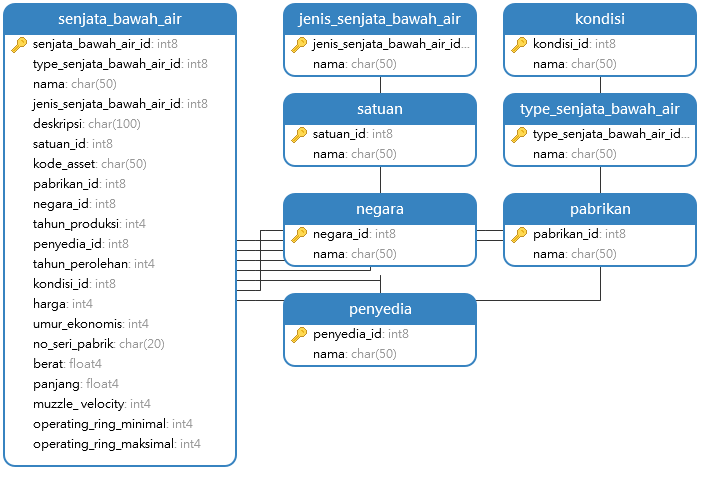 senjata_bawah_air
senjata_bawah_air_id: int8
type_senjata_bawah_air_id: int8
nama: char(50)
jenis_senjata_bawah_air_id: int8
deskripsi: char(100)
satuan_id: int8
kode_asset: char(50)
pabrikan_id: int8
negara_id: int8
tahun_produksi: int4
penyedia_id: int8
tahun_perolehan: int4
kondisi_id: int8
harga: int4
umur_ekonomis: int4
no_seri_pabrik: char(20)
berat: float4
panjang: float4
muzzle_ velocity: int4
operating_ring_minimal: int4
operating_ring_maksimal: int4
jenis_senjata_bawah_air
jenis_senjata_bawah_air_id...
nama: char(50)
kondisi
kondisi_id: int8
nama: char(50)
satuan
satuan_id: int8
nama: char(50)
type_senjata_bawah_air
type_senjata_bawah_air_id...
nama: char(50)
negara
negara_id: int8
nama: char(50)
pabrikan
pabrikan_id: int8
nama: char(50)
penyedia
penyedia_id: int8
nama: char(50)